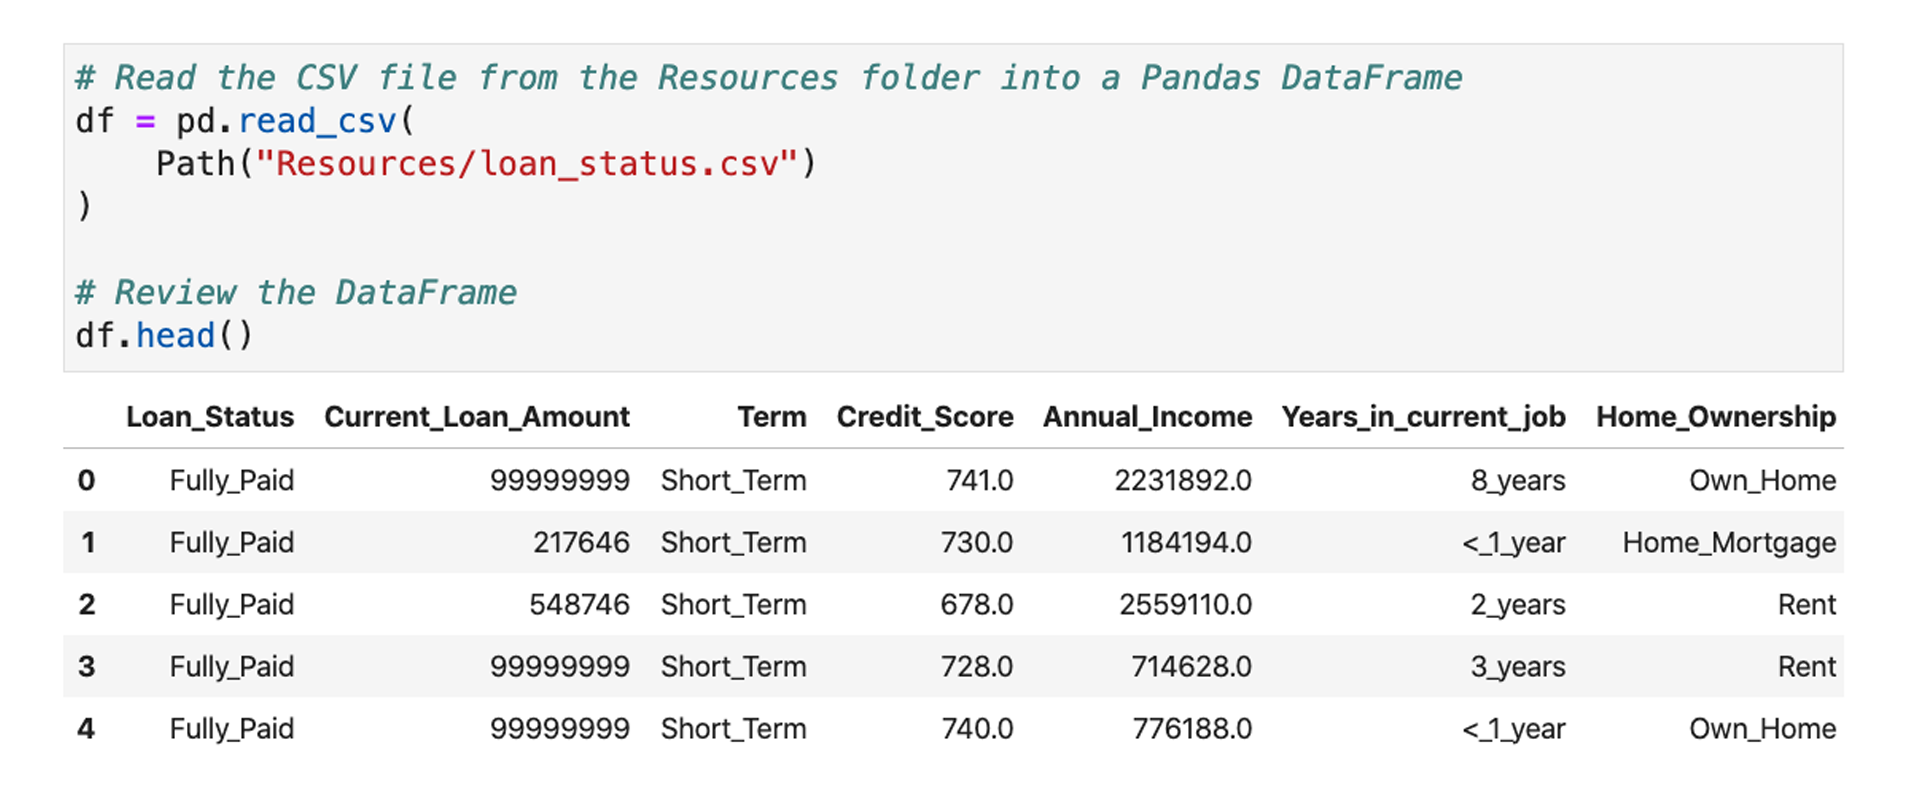 # Read the CSV file from the Resources folder into a Pandas DataFrame
df = pd.read_csv(
    Path("Resources/loan_status.csv")
)
# Review the DataFrame
df.head()
Loan_Status Current_Loan_Amount Term Credit_Score Annual_Income Years_in_current_job Home_Ownership
0 Fully_Paid 99999999 Short_Term 741.0 2231892.0 8_years Own_Home
1 Fully_Paid 217646 Short_Term 730.0 1184194.0 <_1_year Home_Mortgage
2 Fully_Paid 548746 Short_Term 678.0 2559110.0 2_years Rent
3 Fully_Paid 99999999 Short_Term 728.0 714628.0 3_years Rent
4 Fully_Paid 99999999 Short_Term 740.0 776188.0 <_1_year Own_Home